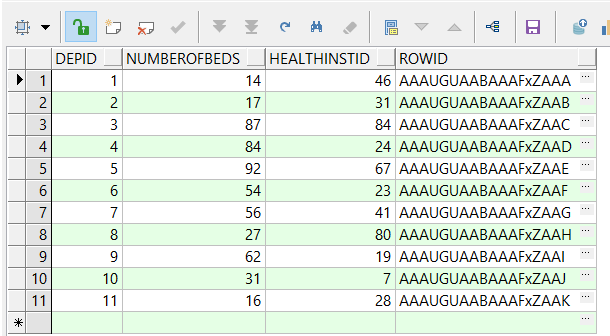 DEPID NUMBEROFBEDS HEALTHINSTID ROWID
1 1 14 46 AAAUGUAABAAAFxZAAA ...
2 2 17 31 AAAUGUAABAAAFxZAAB ...
3 3 87 84 AAAUGUAABAAAFxZAAC ...
4 4 84 24 AAAUGUAABAAAFxZAAD ...
5 5 92 67 AAAUGUAABAAAFxZAAE ...
6 6 54 23 AAAUGUAABAAAFxZAAF ...
7 7 56 41 AAAUGUAABAAAFxZAAG ...
8 8 27 80 AAAUGUAABAAAFxZAAH ...
9 9 62 19 AAAUGUAABAAAFxZAAI ...
10 10 31 7 AAAUGUAABAAAFxZAAJ ...
11 11 16 28 AAAUGUAABAAAFxZAAK ...
* ...